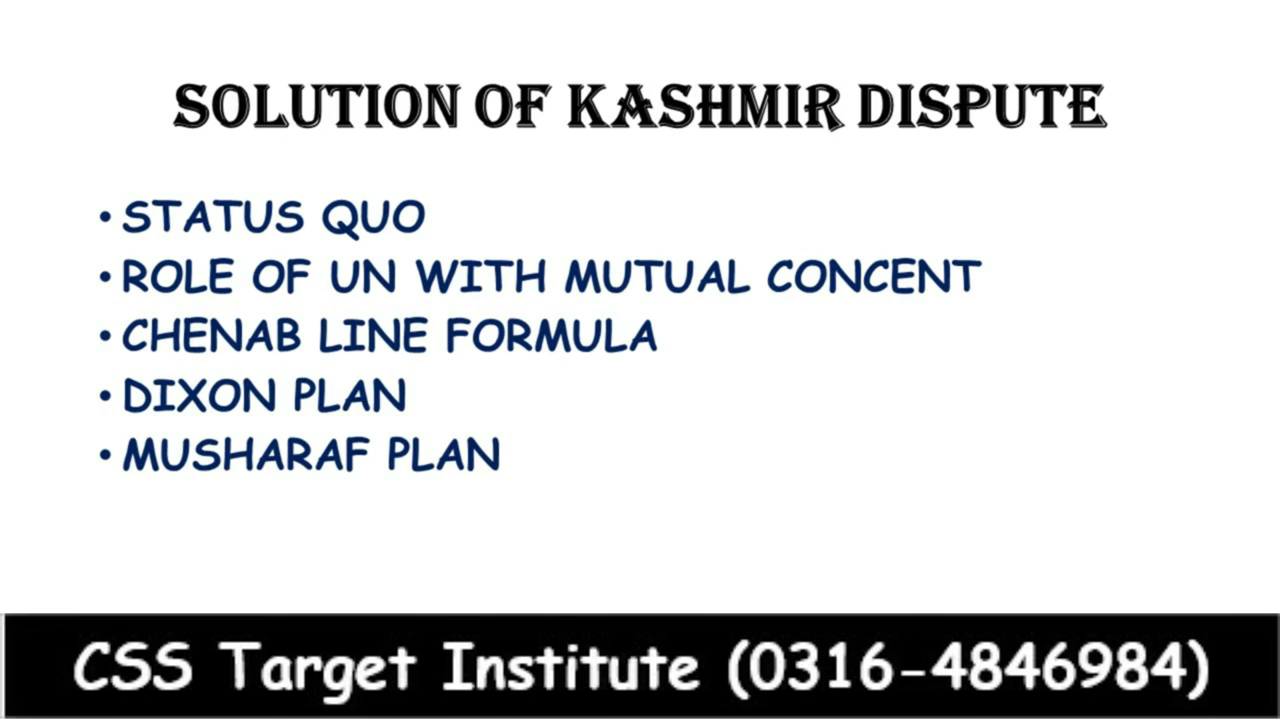 SOLUTION OF KASHMIR DISPUTE
• STATUS QUO
• ROLE OF UN WITH MUTUAL CONCENT
• CHENAB LINE FORMULA
• DIXON PLAN
• MUSHARAF PLAN
CSS Target Institute (0316-4846984)